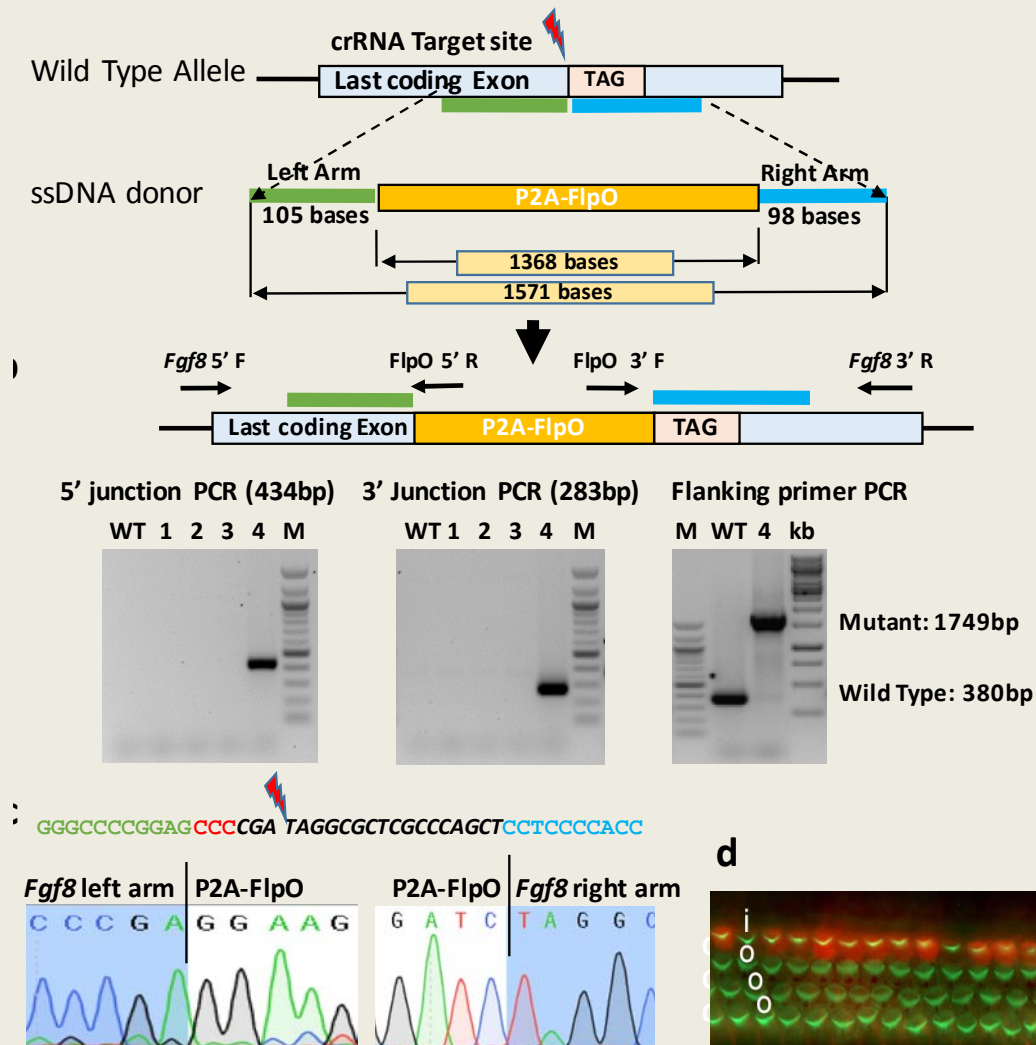 crRNA Target site
Wild Type Allele
Last coding Exon TAG
Left Arm Right Arm
ssDNA donor P2A-FlpO
105 bases 98 bases
1368 bases
1571 bases
Fgf8 5’ F FlpO 5’ R FlpO 3’ F Fgf8 3’ R
Last coding Exon P2A-FlpO TAG
5’ junction PCR (434bp) 3’ Junction PCR (283bp) Flanking primer PCR
WT 1 2 3 4 M WT 1 2 3 4 M M WT 4 kb
Mutant: 1749bp
Wild Type: 380bp
GGGCCCCGGAGCCCCGA TAGGCGCTCGCCCAGCTCCTCCCCACC
d
Fgf8 left arm P2A-FlpO P2A-FlpO Fgf8 right arm
C C C G A G G A A G G A T C T A G G C
i
o
o
o